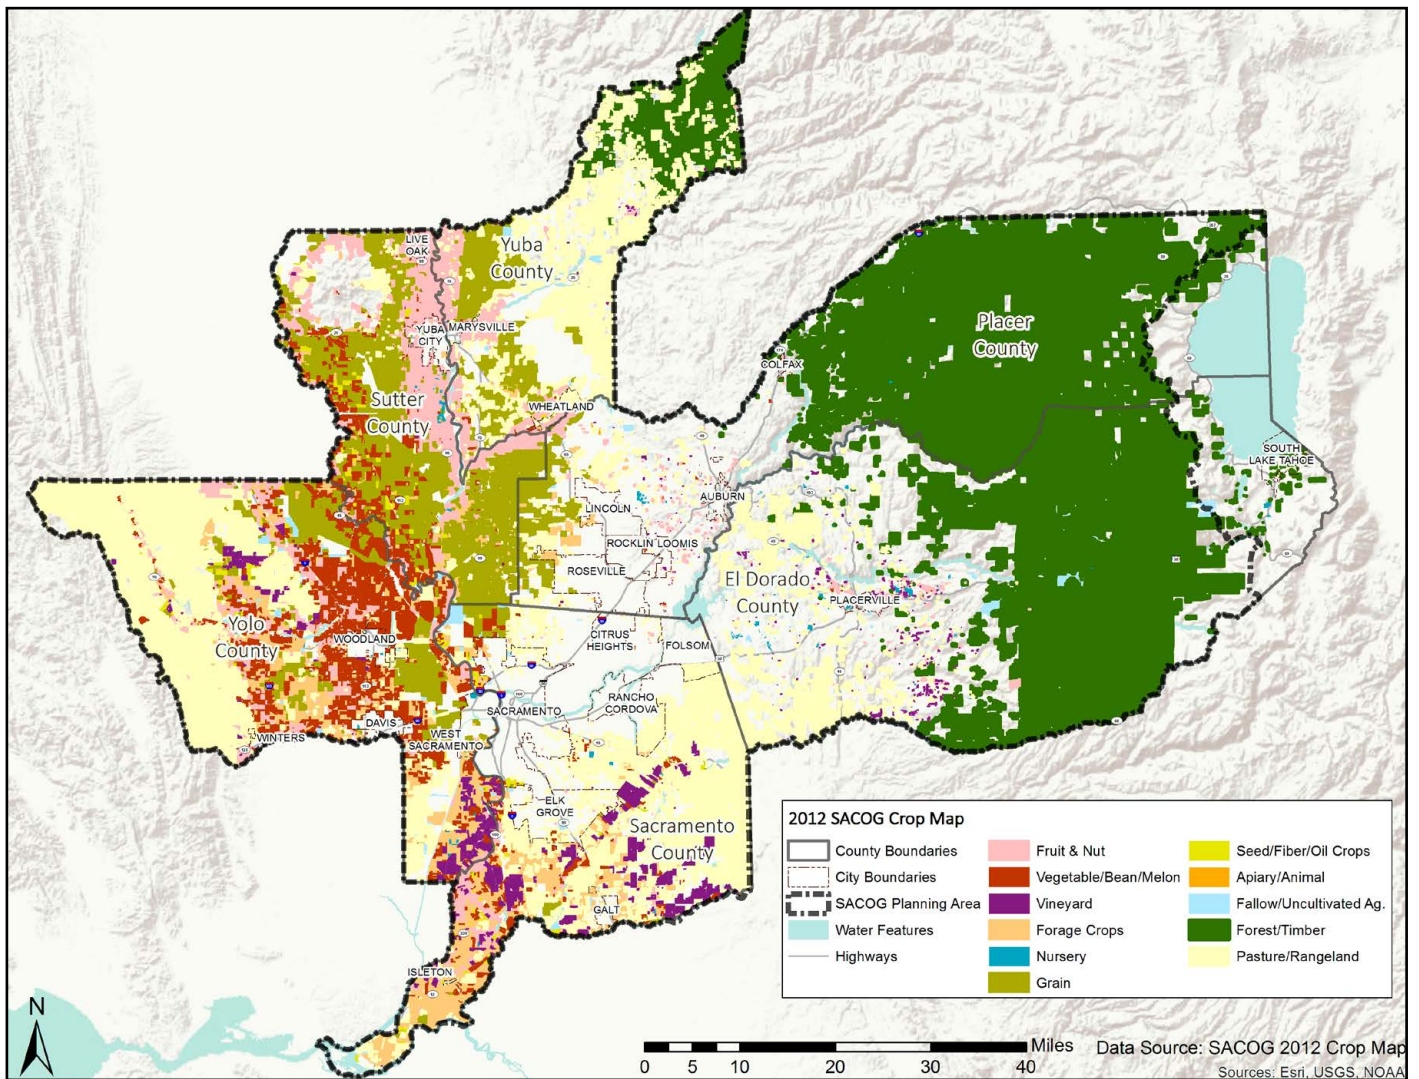 LIVE
OAK
Yuba
County
YUBA
CITY
MARYSVILLE
Placer
County
COLFAX
Sutter
County
WHEATLAND
SOUTH
LAKE TAHOE
AUBURN
LINCOLN
ROCKLIN
LOOMIS
ROSEVILLE
El Dorado
County
PLACERVILLE
Yolo
County
WOODLAND
CITRUS
HEIGHTS
FOLSOM
RANCHO
CORDOVA
SACRAMENTO
DAVIS
WINTERS
WEST
SACRAMENTO
ELK
GROVE
Sacramento
County
GALT
ISLETON
2012 SACOG Crop Map
County Boundaries
City Boundaries
SACOG Planning Area
Water Features
Highways
Fruit & Nut
Vegetable/Bean/Melon
Vineyard
Forage Crops
Nursery
Grain
Seed/Fiber/Oil Crops
Apiary/Animal
Fallow/Uncultivated Ag.
Forest/Timber
Pasture/Rangeland
N
Miles
0 5 10 20 30 40
Data Source: SACOG 2012 Crop Map
Sources: Esri, USGS, NOAA